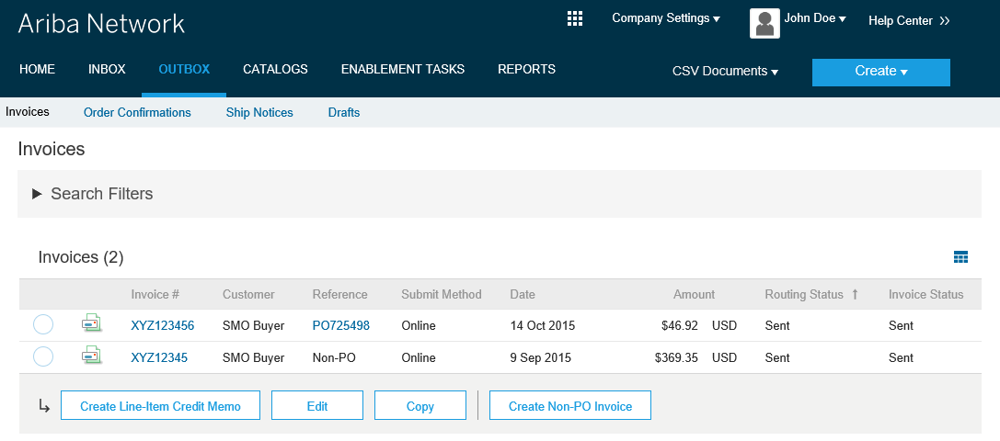 Ariba Network
Company Settings
John Doe
Help Center
HOME INBOX OUTBOX CATALOGS ENABLEMENT TASKS REPORTS
CSV Documents
Create
Invoices Order Confirmations Ship Notices Drafts
Invoices
Search Filters
Invoices (2)
Invoice # Customer Reference Submit Method Date Amount Routing Status ↑ Invoice Status
XYZ123456 SMO Buyer PO725498 Online 14 Oct 2015 $46.92 USD Sent Sent
XYZ12345 SMO Buyer Non-PO Online 9 Sep 2015 $369.35 USD Sent Sent
Create Line-Item Credit Memo Edit Copy Create Non-PO Invoice